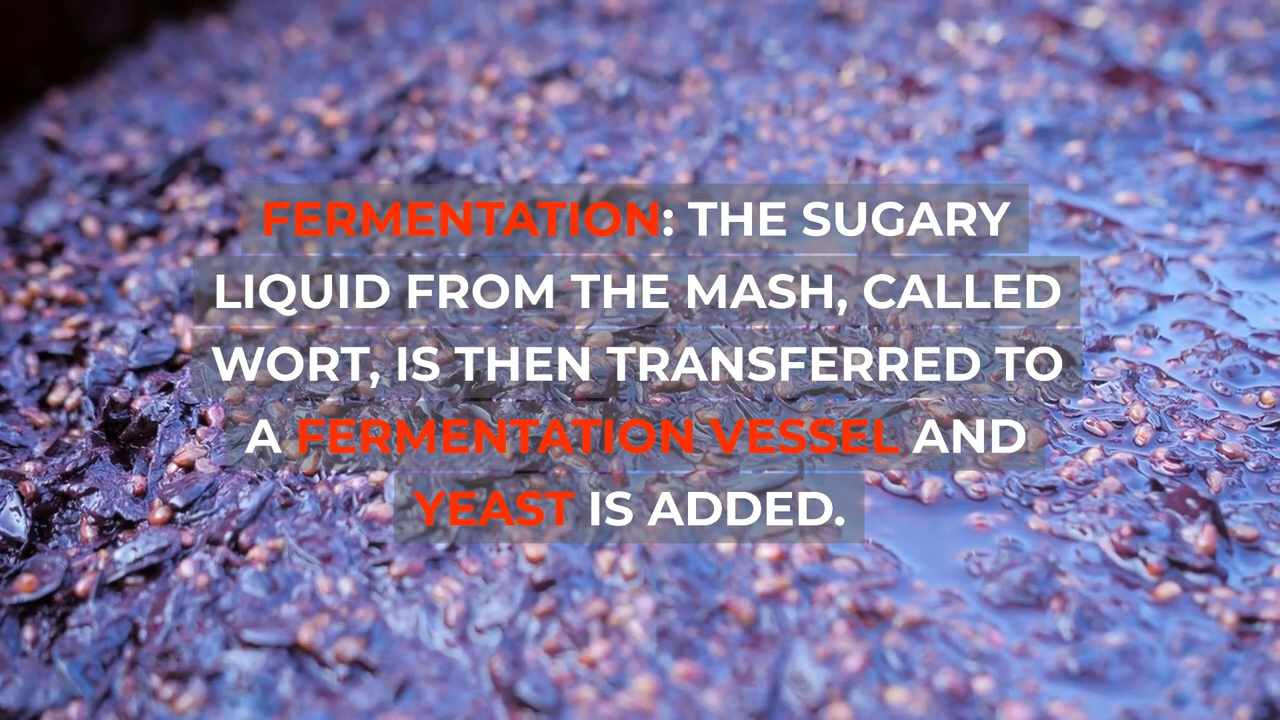 FERMENTATION: THE SUGARY
LIQUID FROM THE MASH, CALLED
WORT, IS THEN TRANSFERRED TO
A FERMENTATION VESSEL AND
YEAST IS ADDED.